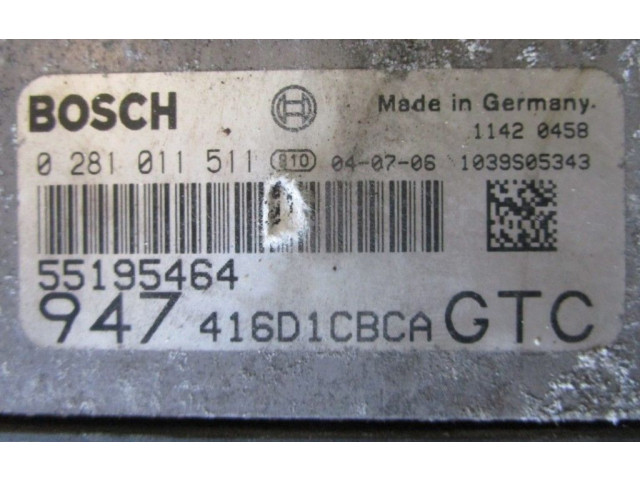 BOSCH Made in Germany.
1142 0458
0 281 011 511 810 04-07-06 1039S05343
55195464
947 416D1CBCA GTC